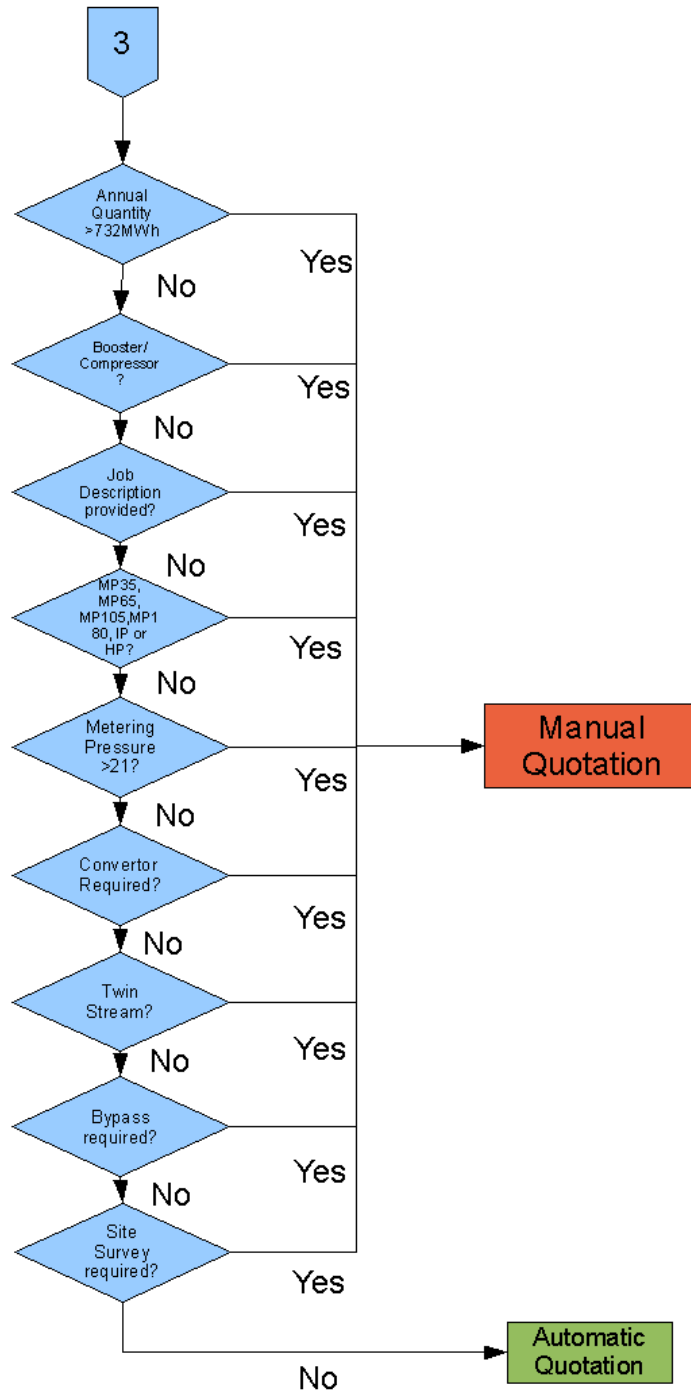 3
Annual
Quantity
>732MWh
Yes
No
Booster/
Compressor
?
Yes
No
Job
Description
provided?
Yes
No
MP35,
MP65,
MP105,MP1
80, IP or
HP?
Yes
No
Metering
Pressure
>21?
Manual
Quotation
Yes
No
Convertor
Required?
Yes
No
Twin
Stream?
Yes
No
Bypass
required?
Yes
No
Site
Survey
required?
Yes
Automatic
Quotation
No